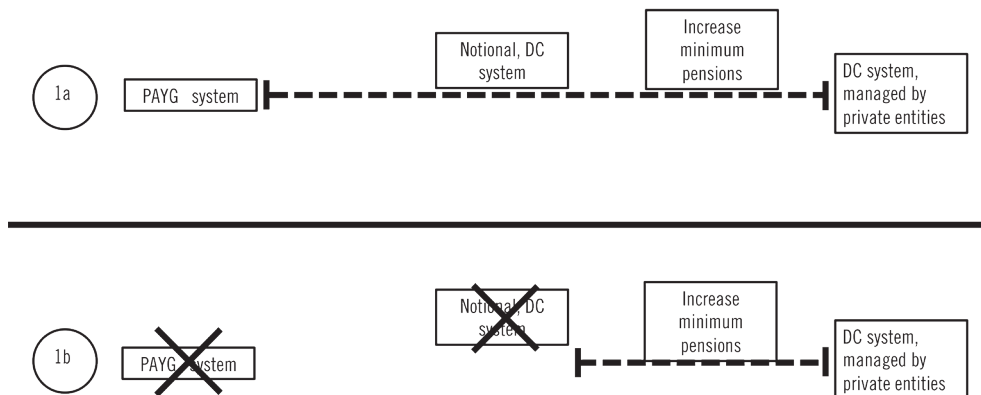 1a
PAYG system
Notional, DC
system
Increase
minimum
pensions
DC system,
managed by
private entities
1b
PAYG system
Notional, DC
system
Increase
minimum
pensions
DC system,
managed by
private entities